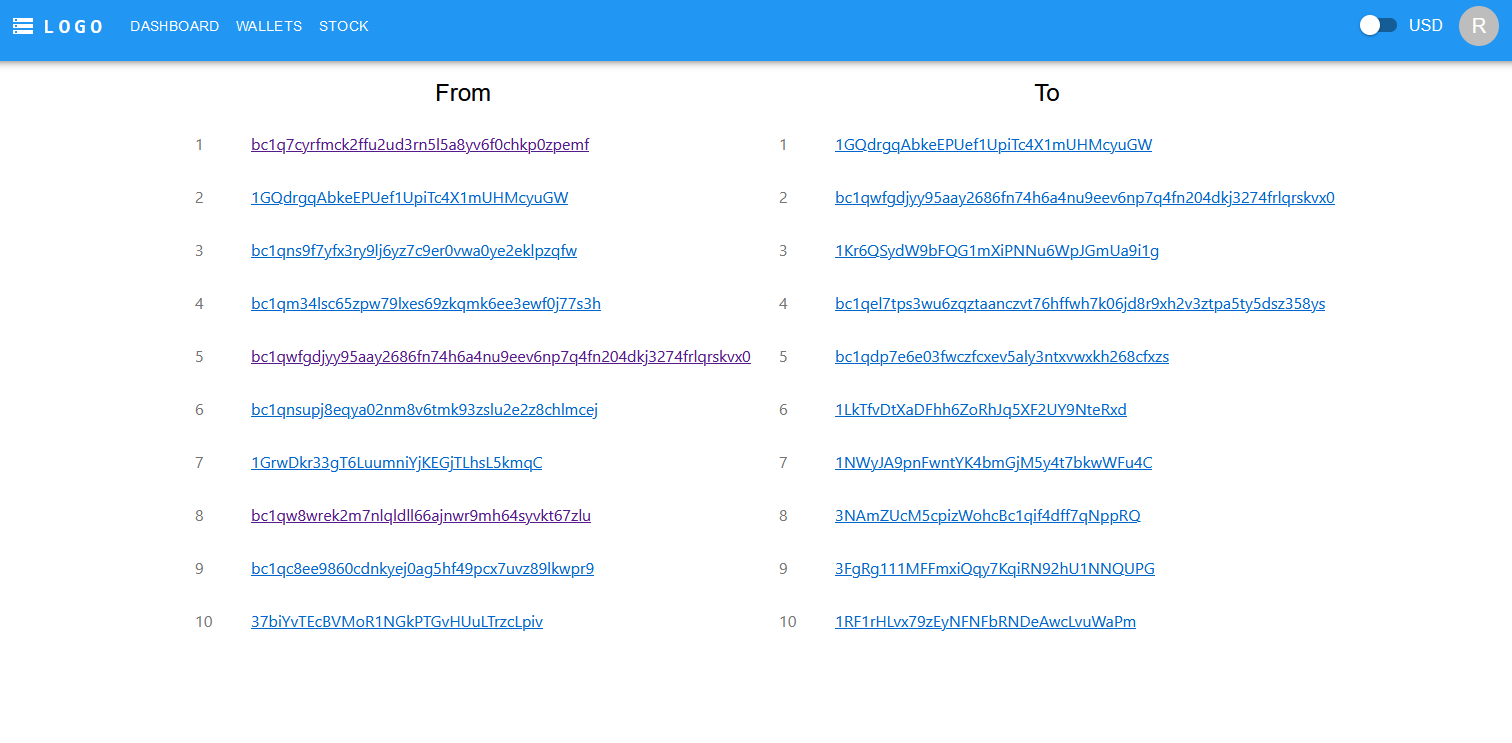 LOGO DASHBOARD WALLETS STOCK USD R
From To
1 bc1q7cyrfmck2ffu2ud3rn5l5a8yv6f0chkp0zpemf 1 1GQdrgqAbkeEPUef1UpiTc4X1mUHMcyuGW
2 1GQdrgqAbkeEPUef1UpiTc4X1mUHMcyuGW 2 bc1qwfgdjyy95aay2686fn74h6a4nu9eev6np7q4fn204dkj3274frlqrskvx0
3 bc1qns9f7yfx3ry9lj6yz7c9er0vwa0ye2eklpzqfw 3 1Kr6QSydW9bFQG1mXiPNNu6WpJGmUa9i1g
4 bc1qm34lsc65zpw79lxes69zkqmk6ee3ewf0j77s3h 4 bc1qel7tps3wu6zqztaanczvt76hffwh7k06jd8r9xh2v3ztpa5ty5dsz358ys
5 bc1qwfgdjyy95aay2686fn74h6a4nu9eev6np7q4fn204dkj3274frlqrskvx0 5 bc1qdp7e6e03fwczfcxev5aly3ntxvwxkh268cfxzs
6 bc1qnsupj8eqya02nm8v6tmk93zslu2e2z8chlmcej 6 1LkTfvDtXaDFhh6ZoRhJq5XF2UY9NteRxd
7 1GrwDkr33gT6LuumniYjKEGjTLhsL5kmqC 7 1NWyJA9pnFwntYK4bmGjM5y4t7bkwWFu4C
8 bc1qw8wrek2m7nlqldll66ajnwr9mh64syvkt67zlu 8 3NAmZUcM5cpizWohcBc1qif4dff7qNppRQ
9 bc1qc8ee9860cdnkyej0ag5hf49pcx7uvz89lkwpr9 9 3FgRg111MFFmxiQqy7KqiRN92hU1NNQUPG
10 37biYvTEcBVMoR1NGkPTGvHUuLTrzcLpiv 10 1RF1rHLvx79zEyNFNFbRNDeAwcLvuWaPm